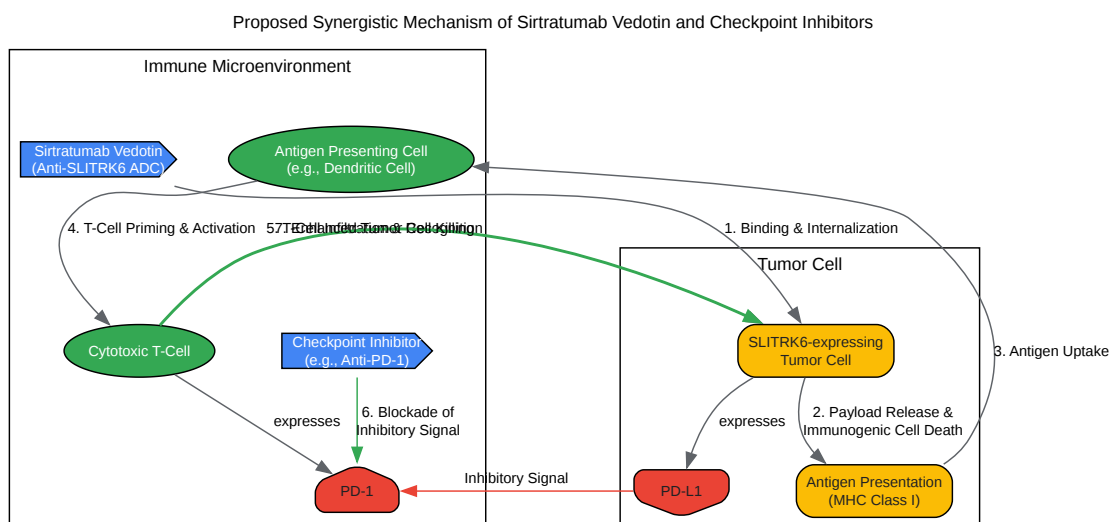 Proposed Synergistic Mechanism of Sirtratumab Vedotin and Checkpoint Inhibitors
Immune Microenvironment
Sirtratumab Vedotin
(Anti-SLITRK6 ADC)
Antigen Presenting Cell
(e.g., Dendritic Cell)
4. T-Cell Priming & Activation
1. Binding & Internalization
Tumor Cell
Cytotoxic T-Cell
Checkpoint Inhibitor
(e.g., Anti-PD-1)
SLITRK6-expressing
Tumor Cell
3. Antigen Uptake
expresses
6. Blockade of
Inhibitory Signal
expresses
2. Payload Release &
Immunogenic Cell Death
Inhibitory Signal
PD-1
PD-L1
Antigen Presentation
(MHC Class I)